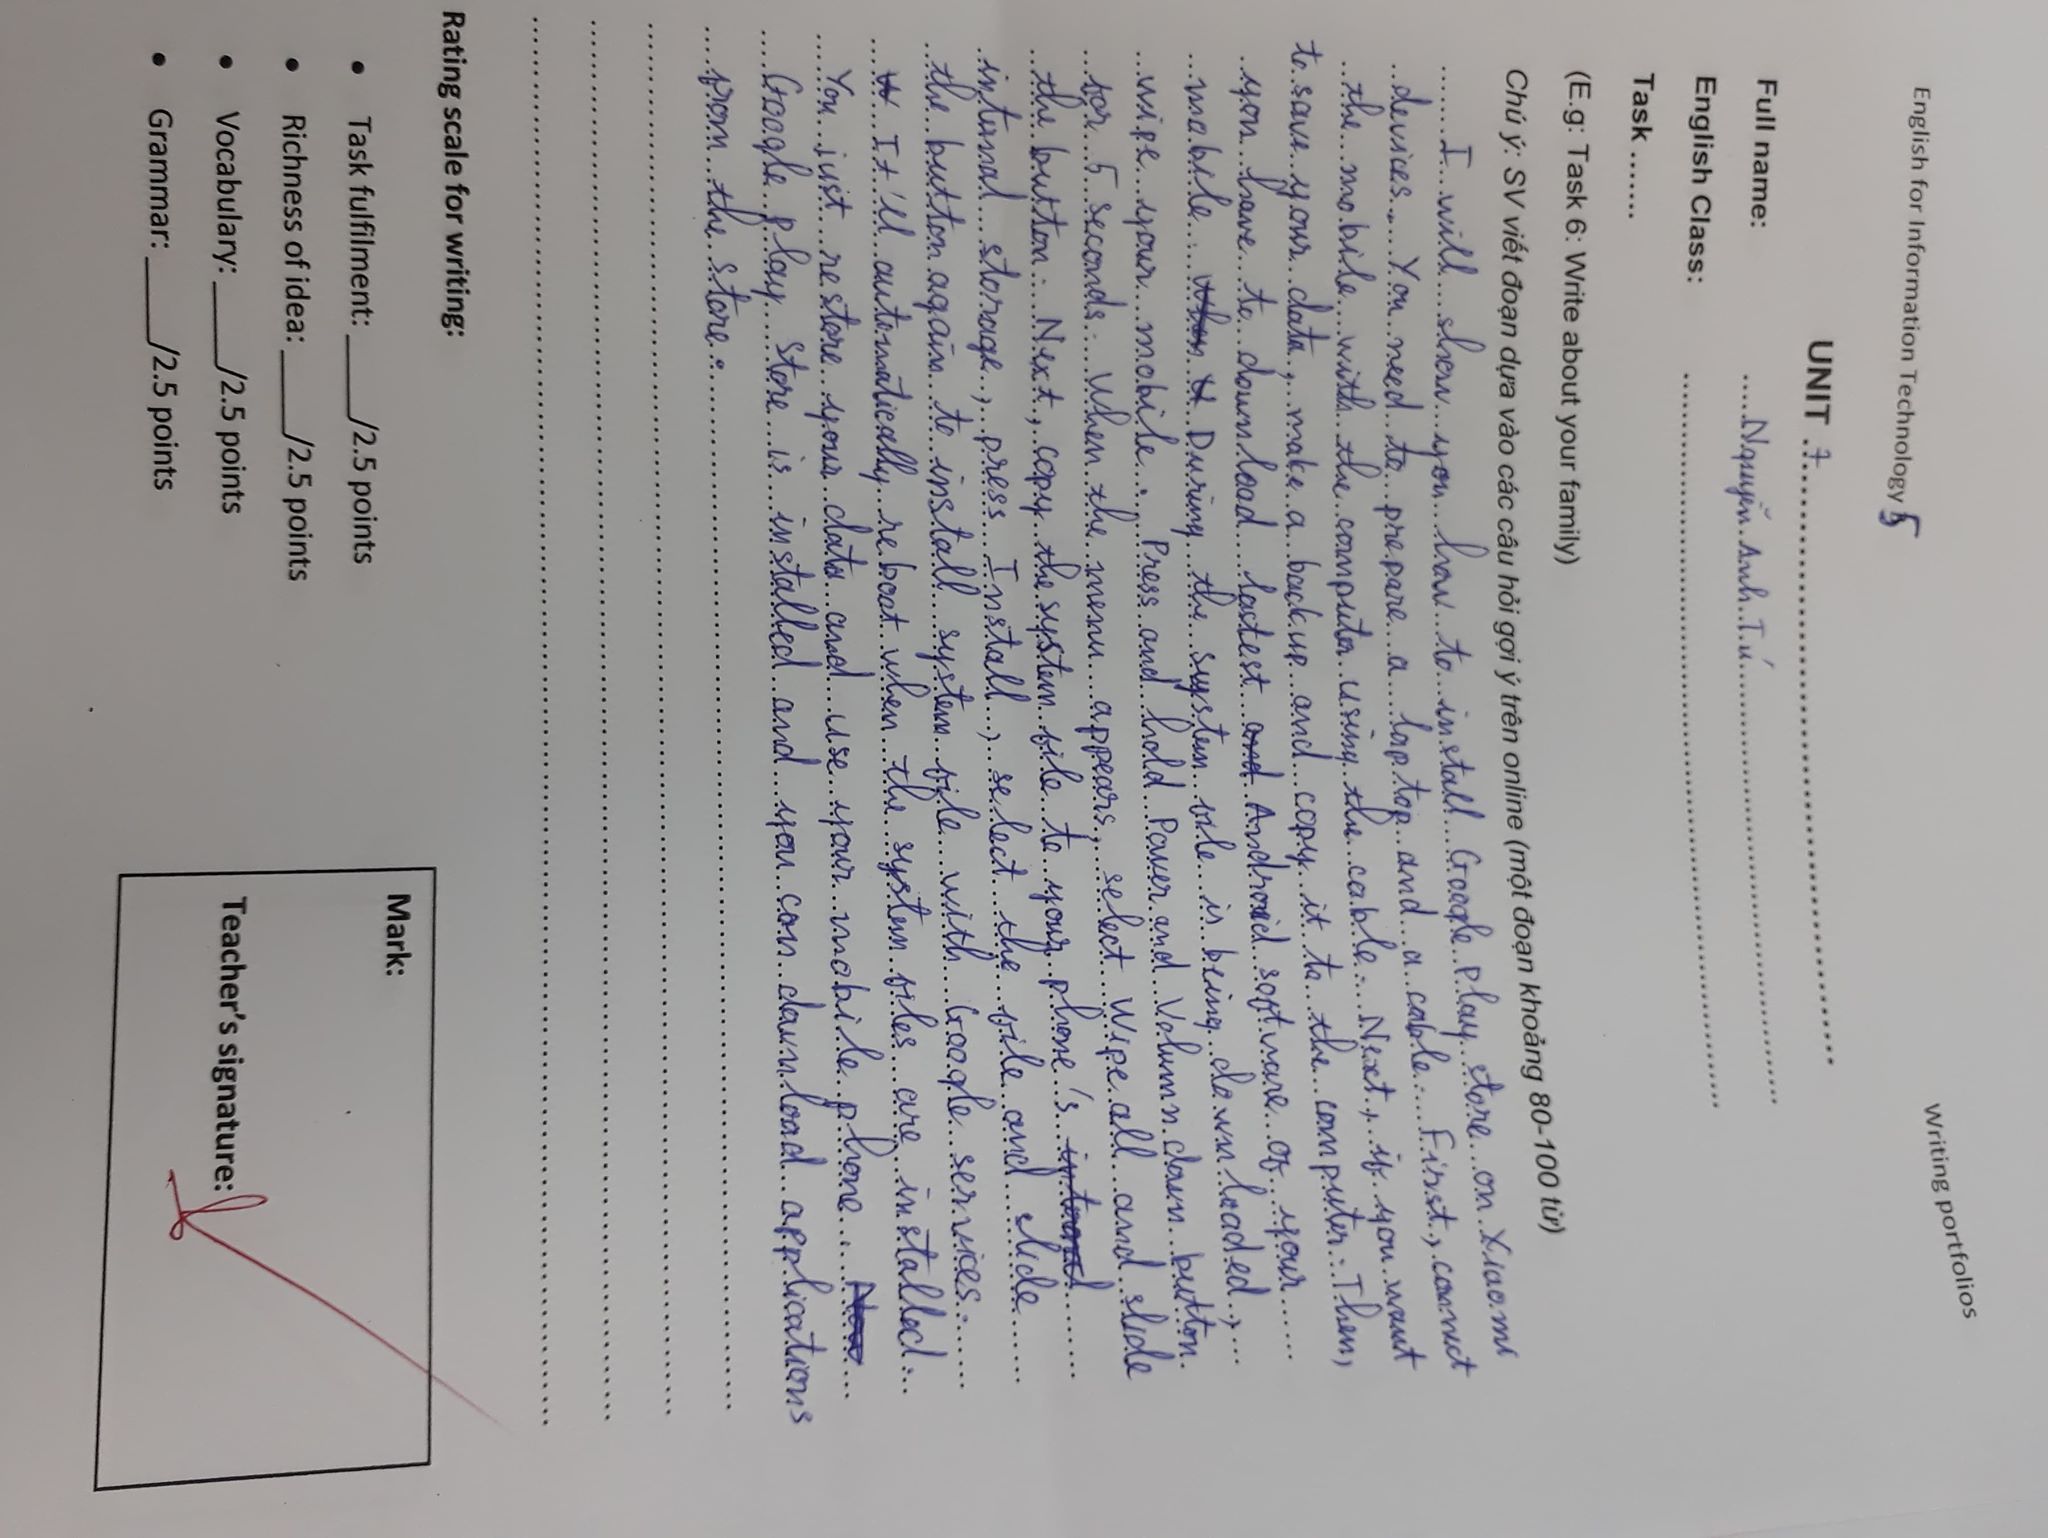 English for Information Technology 5
Writing portfolios
UNIT .7
Full name: Nguyễn Anh Tú
English Class:
Task ......
(E.g: Task 6: Write about your family)
Chú ý: SV viết đoạn dựa vào các câu hỏi gợi ý trên online (một đoạn khoảng 80-100 từ)
I will show you how to install Google Play store on Xiaomi
devices. You need to prepare a laptop and a cable. First, connect
the mobile with the computer using the cable. Next, if you want
to save your data, make a backup and copy it to the computer. Then,
you have to download lastest Android software of your
mobile. During the system file is being downloaded,
wipe your mobile. Press and hold Power and Volumn down button
for 5 seconds. When the menu appears, select Wipe all and slide
the button. Next, copy the system file to your phone's
internal storage, press Install, select the file and slide
the button again to install system file with Google services.
It'll automatically reboot when the system files are installed.
You just restore your data and use your mobile phone.
Google play store is installed and you can download applications
from the store.
Rating scale for writing:
• Task fulfilment: _____/2.5 points
• Richness of idea: _____/2.5 points
• Vocabulary: _____/2.5 points
• Grammar: _____/2.5 points
Mark:
Teacher's signature: